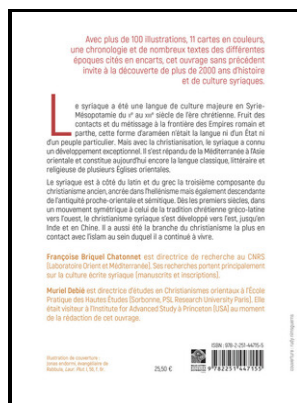 Avec plus de 100 illustrations, 11 cartes en couleurs,
une chronologie et de nombreux textes des différentes
époques cités en encarts, cet ouvrage sans précédent
invite à la découverte de plus de 2000 ans d'histoire
et de culture syriaques.
Le syriaque a été une langue de culture majeure en Syrie-
Mésopotamie du siècle de l'ère chrétienne. Fruit des
contacts et du métissage à la frontière des Empires romain et
parthe, cette forme d'araméen n'était la langue ni d'un État ni
d'un peuple particulier. Mais avec la christianisation, le syriaque a connu
un développement exceptionnel. Il s'est répandu de la Méditerranée à l'Asie
orientale et constitue aujourd'hui encore la langue classique, littéraire et
religieuse de plusieurs Églises orientales.
Le syriaque est à côté du latin et du grec la troisième composante du
christianisme ancien, ancrée dans l'hellénisme mais également descendante
de l'antiquité proche-orientale et sémitique. Dès les premiers siècles, dans
un mouvement symétrique à celui de la tradition chrétienne gréco-latine
vers l'ouest, le christianisme syriaque s'est développé vers l'est, jusqu'en
Inde et en Chine. Il a aussi été la branche du christianisme la plus en
contact avec l'islam au sein duquel il a continué à vivre.
Françoise Briquel Chatonnet est directrice de recherche au CNRS
(Laboratoire Orient et Méditerranée). Ses recherches portent principalement
sur la culture écrite syriaque (manuscrits et inscriptions).
Muriel Debié est directrice d'études en Christianismes orientaux à l'École
Pratique des Hautes Études (Sorbonne, PSL Research University Paris). Elle
était visitor à l'Institute for Advanced Study à Princeton (USA) au moment
de la rédaction de cet ouvrage.
Illustration de couverture :
25,50 €
ISBN : 978-2-251-44715-5
9 782251 447155